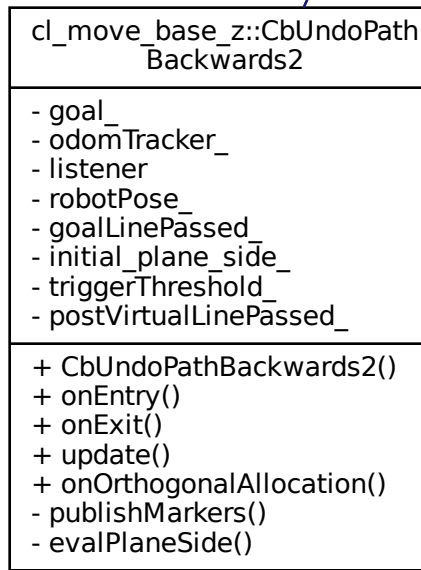 cl_move_base_z::CbUndoPath
Backwards2
- goal_
- odomTracker_
- listener
- robotPose_
- goalLinePassed_
- initial_plane_side_
- triggerThreshold_
- postVirtualLinePassed_
+ CbUndoPathBackwards2()
+ onEntry()
+ onExit()
+ update()
+ onOrthogonalAllocation()
- publishMarkers()
- evalPlaneSide()